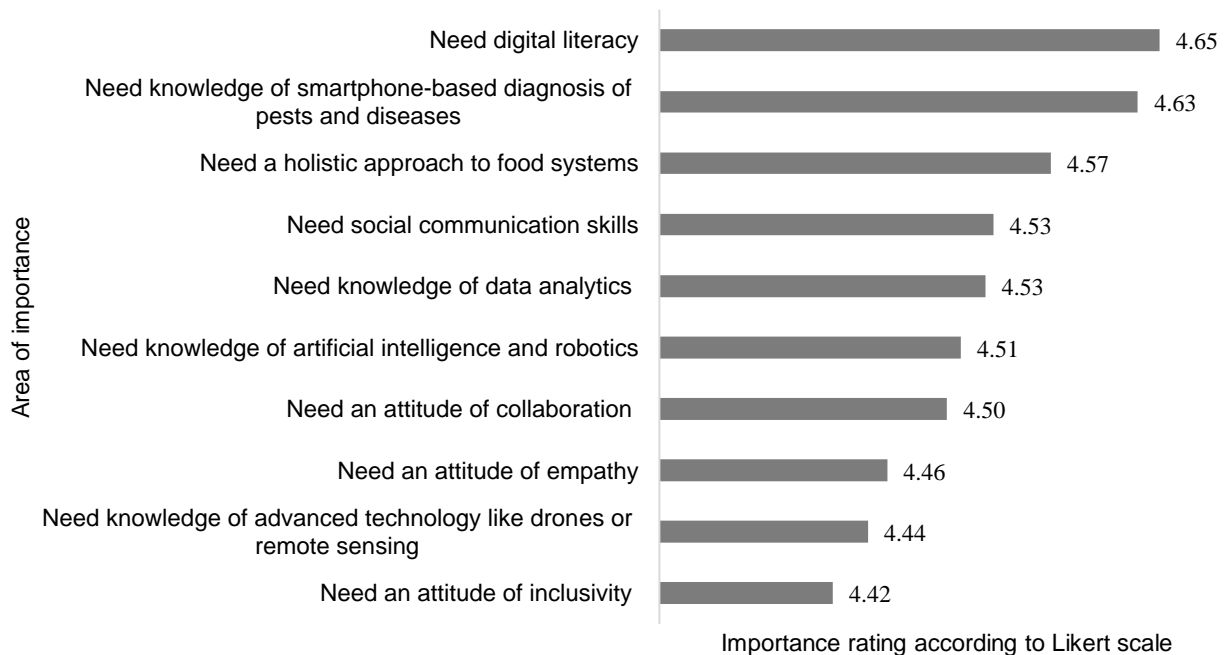 Need digital literacy 4.65
Need knowledge of smartphone-based diagnosis of
pests and diseases 4.63
Need a holistic approach to food systems 4.57
Need social communication skills 4.53
Need knowledge of data analytics 4.53
Need knowledge of artificial intelligence and robotics 4.51
Need an attitude of collaboration 4.50
Need an attitude of empathy 4.46
Need knowledge of advanced technology like drones or
remote sensing 4.44
Need an attitude of inclusivity 4.42
Area of importance
Importance rating according to Likert scale